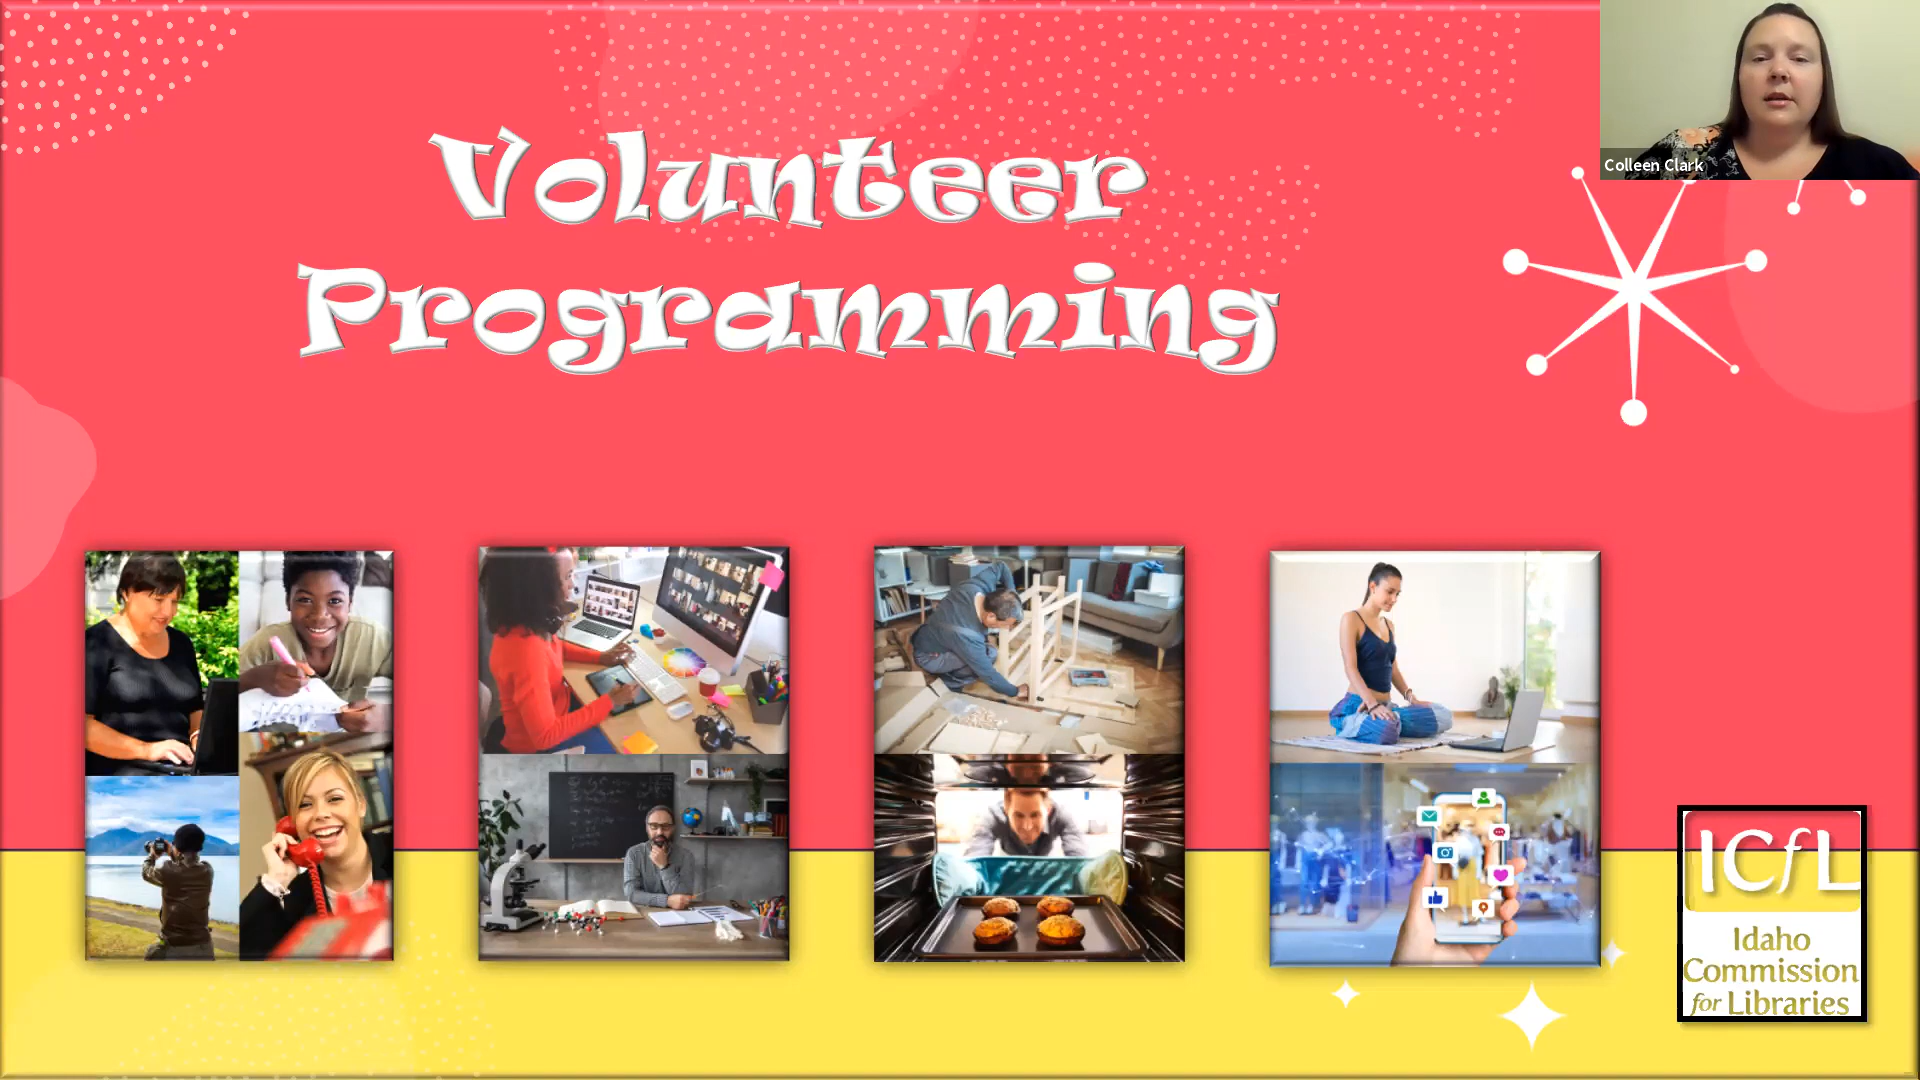 Volunteer
Programming
Colleen Clark
ICfL
Idaho
Commission
for Libraries